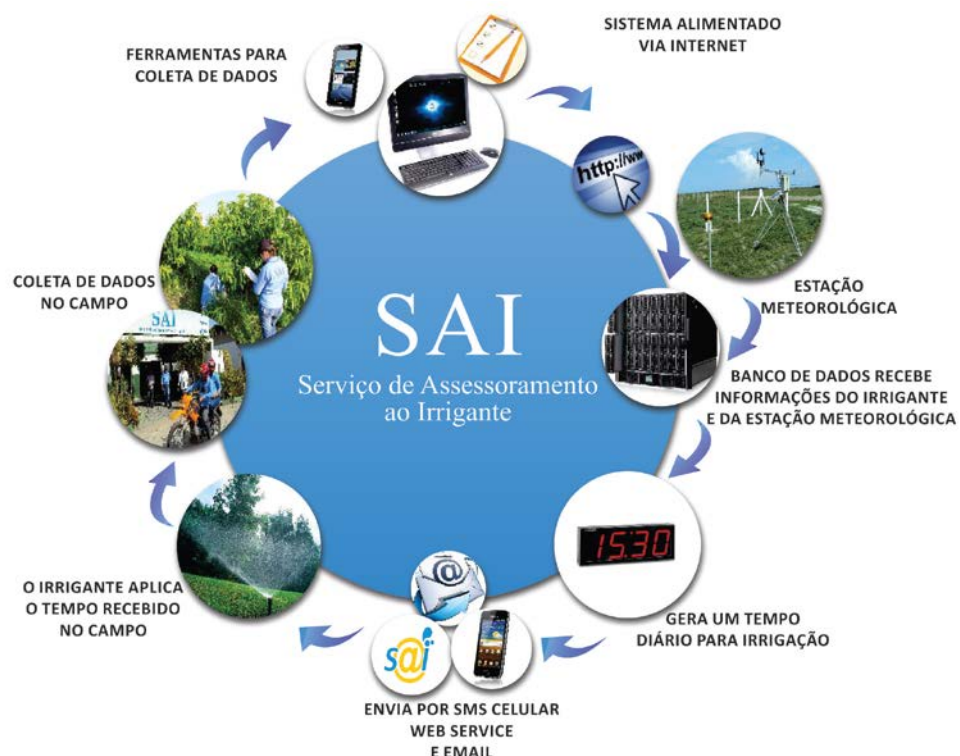 FERRAMENTAS PARA
COLETA DE DADOS
SISTEMA ALIMENTADO
VIA INTERNET
http://ww
ESTAÇÃO
METEOROLÓGICA
BANCO DE DADOS RECEBE
INFORMAÇÕES DO IRRIGANTE
E DA ESTAÇÃO METEOROLÓGICA
15.30
GERA UM TEMPO
DIÁRIO PARA IRRIGAÇÃO
@
s@i
ENVIA POR SMS CELULAR
WEB SERVICE
E EMAIL
O IRRIGANTE APLICA
O TEMPO RECEBIDO
NO CAMPO
COLETA DE DADOS
NO CAMPO
SAI
SAI
Serviço de Assessoramento
ao Irrigante